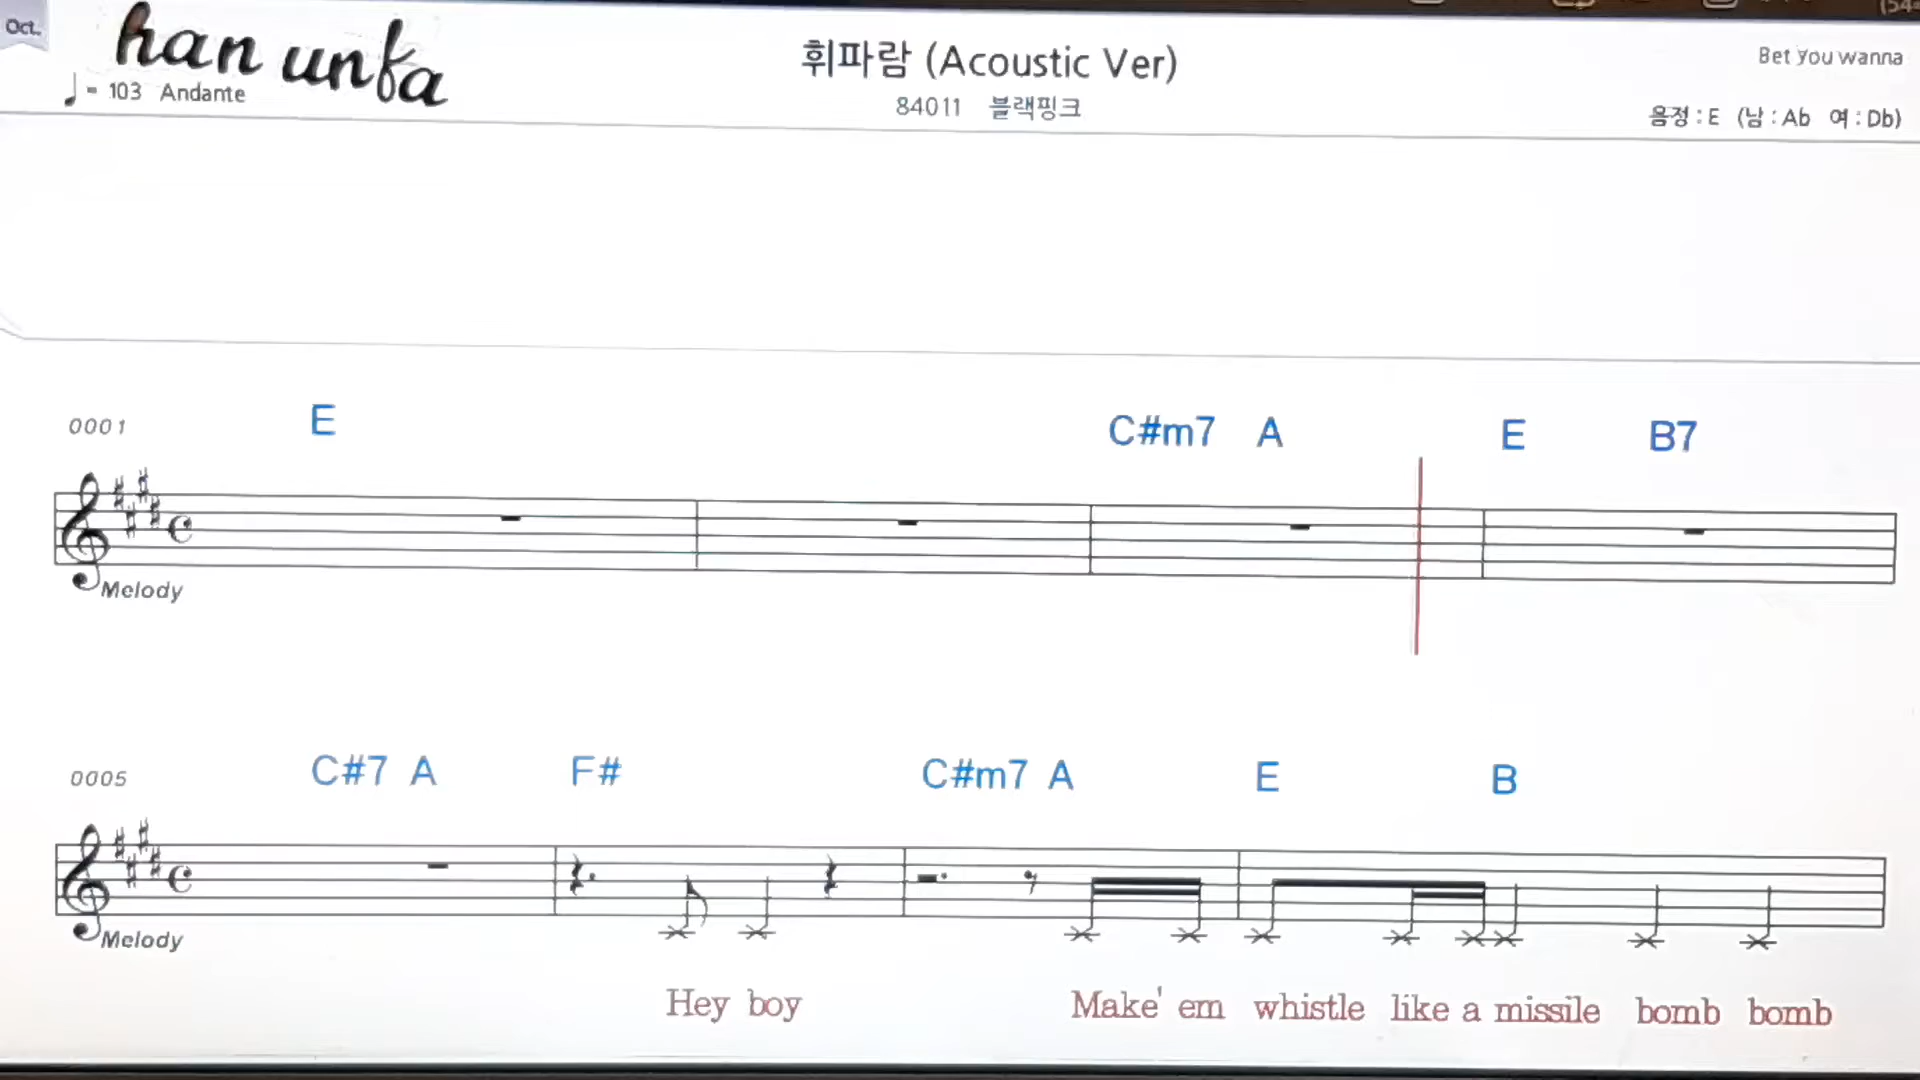 Oct.
han unfa
♩= 103 Andante
휘파람 (Acoustic Ver)
84011 블랙핑크
Bet You wanna
음정 : E (남 : Ab 여 : Db)
0001 E C#m7 A E B7
Melody
0005 C#7 A F# C#m7 A E B
Melody
Hey boy Make' em whistle like a missile bomb bomb